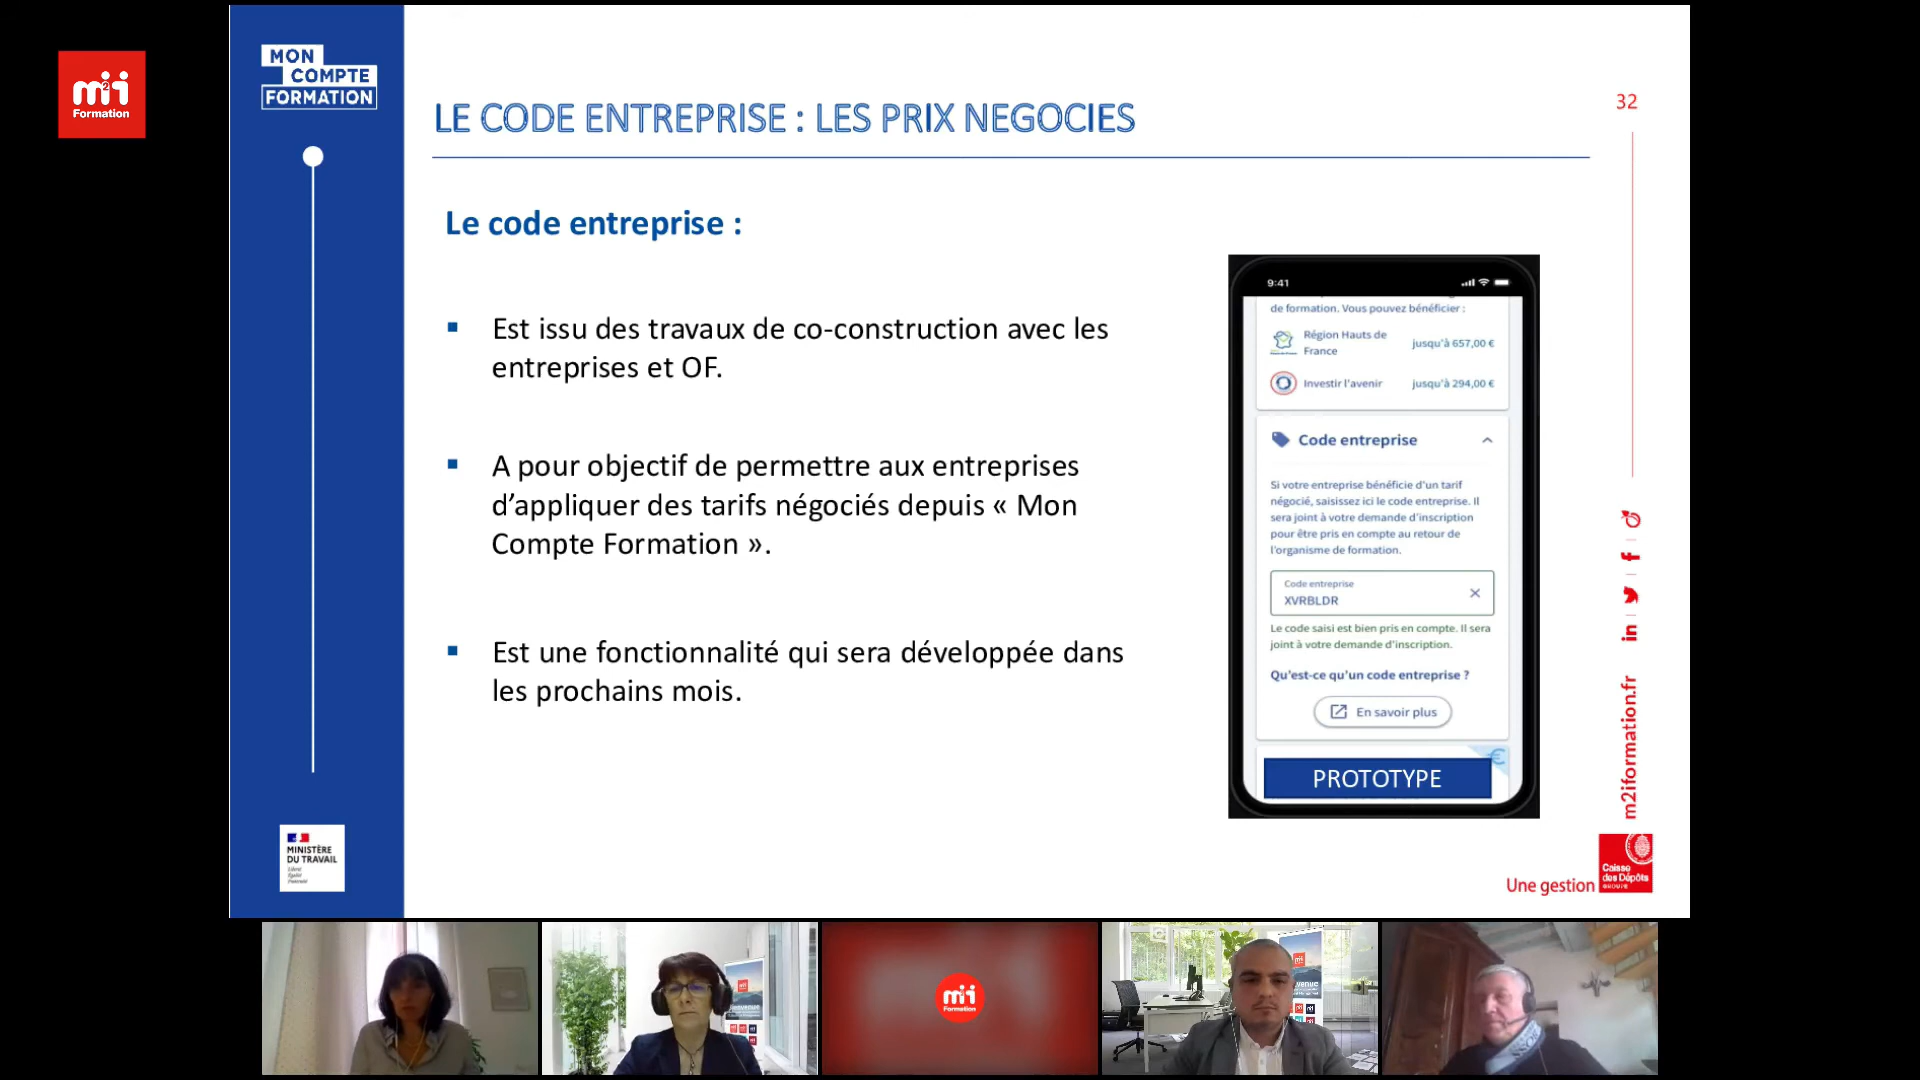 m2i
Formation
MON
COMPTE
FORMATION
LE CODE ENTREPRISE : LES PRIX NEGOCIES
32
Le code entreprise :
▪ Est issu des travaux de co-construction avec les
entreprises et OF.
▪ A pour objectif de permettre aux entreprises
d’appliquer des tarifs négociés depuis « Mon
Compte Formation ».
▪ Est une fonctionnalité qui sera développée dans
les prochains mois.
9:41
de formation. Vous pouvez bénéficier :
Région Hauts de
France
jusqu'à 657,00 €
Investir l'avenir
jusqu'à 294,00 €
Code entreprise
Si votre entreprise bénéficie d'un tarif
négocié, saisissez ici le code entreprise. Il
sera joint à votre demande d'inscription
pour être pris en compte au retour de
l'organisme de formation.
Code entreprise
XVRBLDR
Le code saisi est bien pris en compte. Il sera
joint à votre demande d'inscription.
Qu'est-ce qu'un code entreprise ?
En savoir plus
€
PROTOTYPE
m2iformation.fr
in
f
MINISTÈRE
DU TRAVAIL
Liberté
Égalité
Fraternité
Une gestion
Caisse
des Dépôts
GROUPE
m2i
Formation